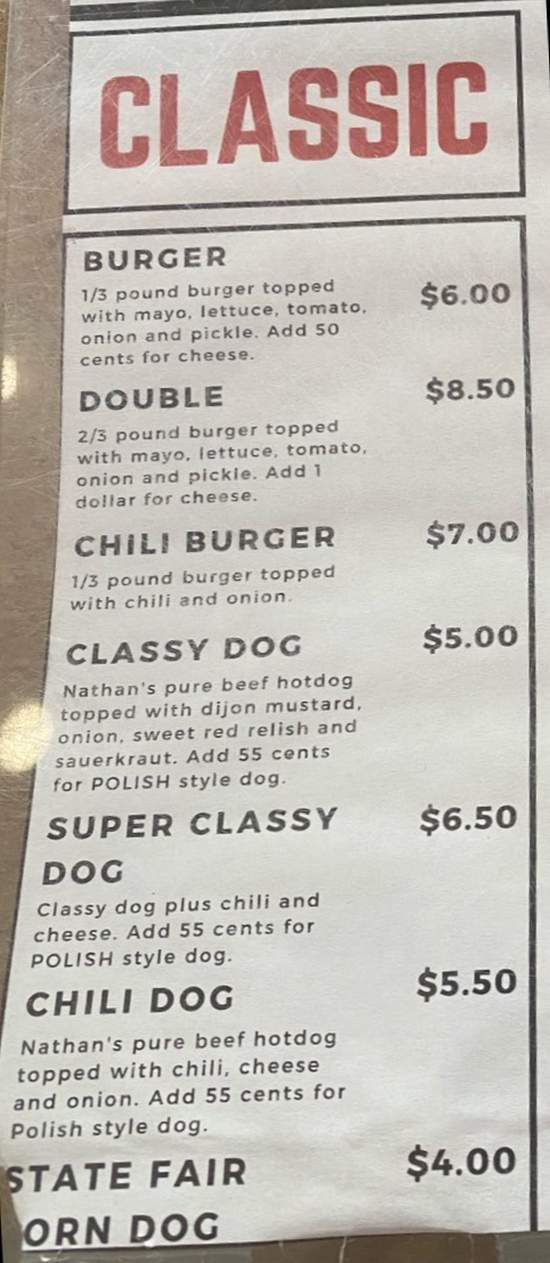 CLASSIC
BURGER
1/3 pound burger topped
with mayo, lettuce, tomato,
onion and pickle. Add 50
cents for cheese.
$6.00
DOUBLE
$8.50
2/3 pound burger topped
with mayo, lettuce, tomato,
onion and pickle. Add 1
dollar for cheese.
CHILI BURGER
$7.00
1/3 pound burger topped
with chili and onion.
CLASSY DOG
$5.00
Nathan's pure beef hotdog
topped with dijon mustard,
onion, sweet red relish and
sauerkraut. Add 55 cents
for POLISH style dog.
SUPER CLASSY
DOG
$6.50
Classy dog plus chili and
cheese. Add 55 cents for
POLISH style dog.
CHILI DOG
$5.50
Nathan's pure beef hotdog
topped with chili, cheese
and onion. Add 55 cents for
Polish style dog.
STATE FAIR
ORN DOG
$4.00